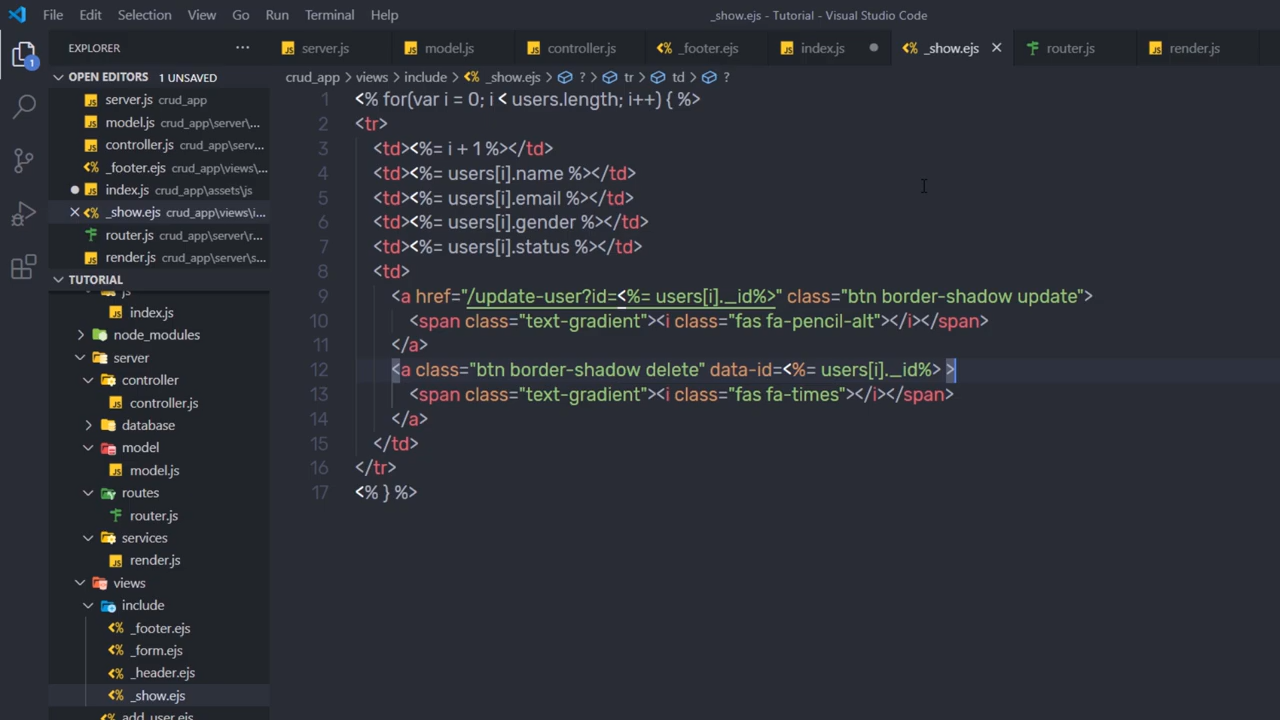 File Edit Selection View Go Run Terminal Help _show.ejs - Tutorial - Visual Studio Code
EXPLORER ...
server.js model.js controller.js _footer.ejs index.js _show.ejs router.js render.js
OPEN EDITORS 1 UNSAVED
server.js crud_app
model.js crud_app\server\...
controller.js crud_app\serv...
_footer.ejs crud_app\views\...
index.js crud_app\assets\js
_show.ejs crud_app\views\i...
router.js crud_app\server\r...
render.js crud_app\server\s...
TUTORIAL
js
index.js
node_modules
server
controller
controller.js
database
model
model.js
routes
router.js
services
render.js
views
include
_footer.ejs
_form.ejs
_header.ejs
_show.ejs
add_user.ejs
1
crud_app > views > include > _show.ejs > ? > tr > td > ?
1 <% for(var i = 0; i < users.length; i++) { %>
2 <tr>
3 <td><%= i + 1 %></td>
4 <td><%= users[i].name %></td>
5 <td><%= users[i].email %></td>
6 <td><%= users[i].gender %></td>
7 <td><%= users[i].status %></td>
8 <td>
9 <a href="/update-user?id=<%= users[i]._id%>" class="btn border-shadow update">
10 <span class="text-gradient"><i class="fas fa-pencil-alt"></i></span>
11 </a>
12 <a class="btn border-shadow delete" data-id=<%= users[i]._id%> >
13 <span class="text-gradient"><i class="fas fa-times"></i></span>
14 </a>
15 </td>
16 </tr>
17 <% } %>